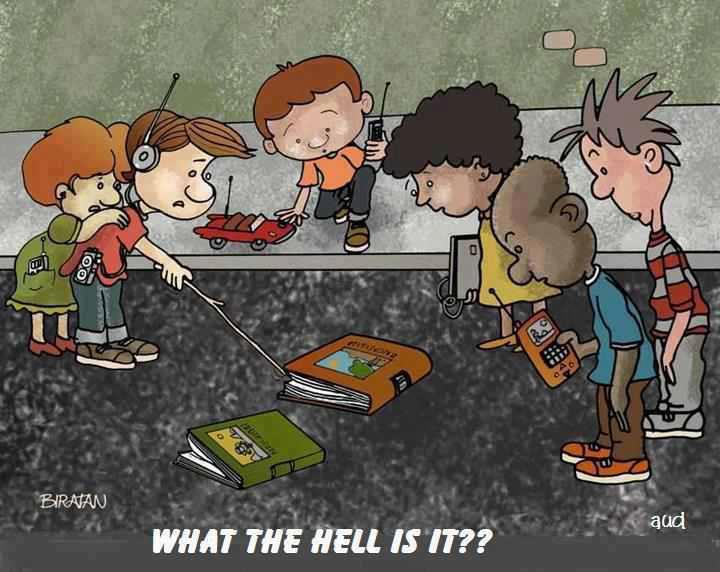 BIRATAN
aud
WHAT THE HELL IS IT??